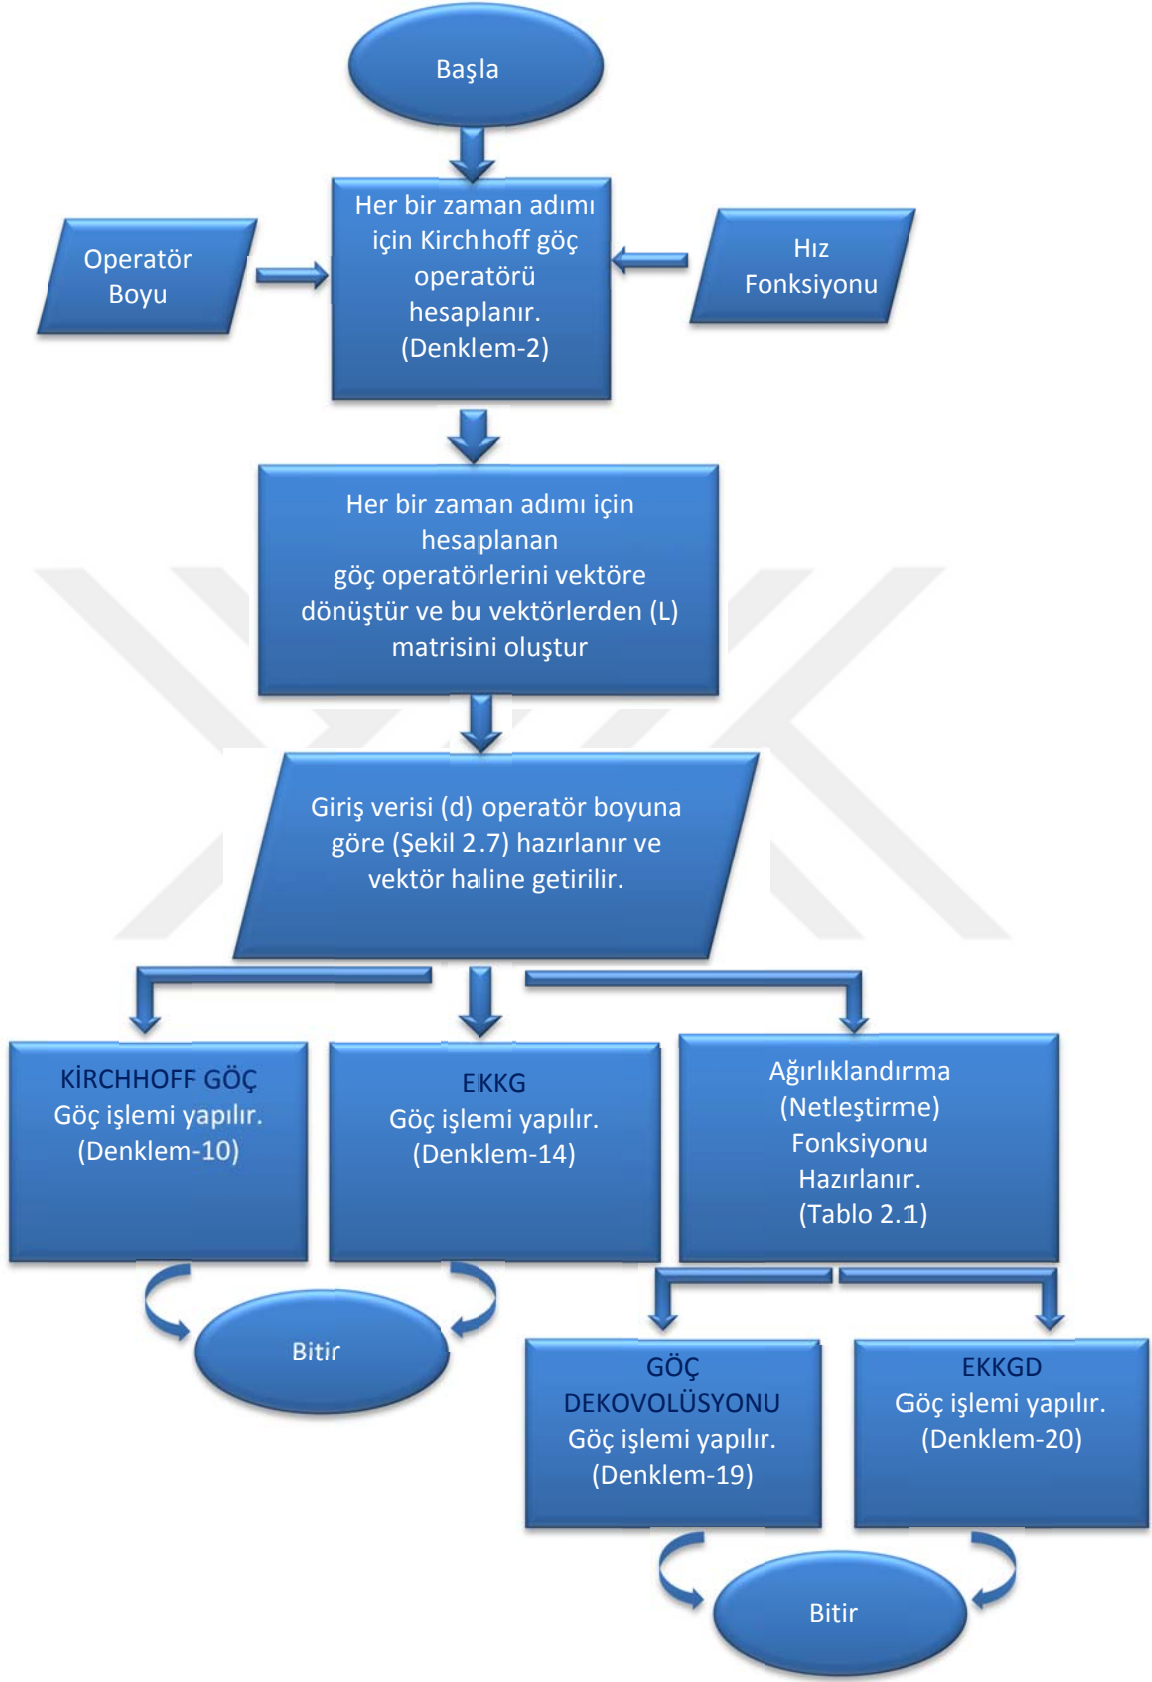 Başla
Operatör
Boyu
Her bir zaman adımı
için Kirchhoff göç
operatörü
hesaplanır.
(Denklem-2)
Hız
Fonksiyonu
Her bir zaman adımı için
hesaplanan
göç operatörlerini vektöre
dönüştür ve bu vektörlerden (L)
matrisini oluştur
Giriş verisi (d) operatör boyuna
göre (Şekil 2.7) hazırlanır ve
vektör haline getirilir.
KİRCHHOFF GÖÇ
Göç işlemi yapılır.
(Denklem-10)
EKKG
Göç işlemi yapılır.
(Denklem-14)
Ağırlıklandırma
(Netleştirme)
Fonksiyonu
Hazırlanır.
(Tablo 2.1)
Bitir
GÖÇ
DEKOVOLÜSYONU
Göç işlemi yapılır.
(Denklem-19)
EKKGD
Göç işlemi yapılır.
(Denklem-20)
Bitir